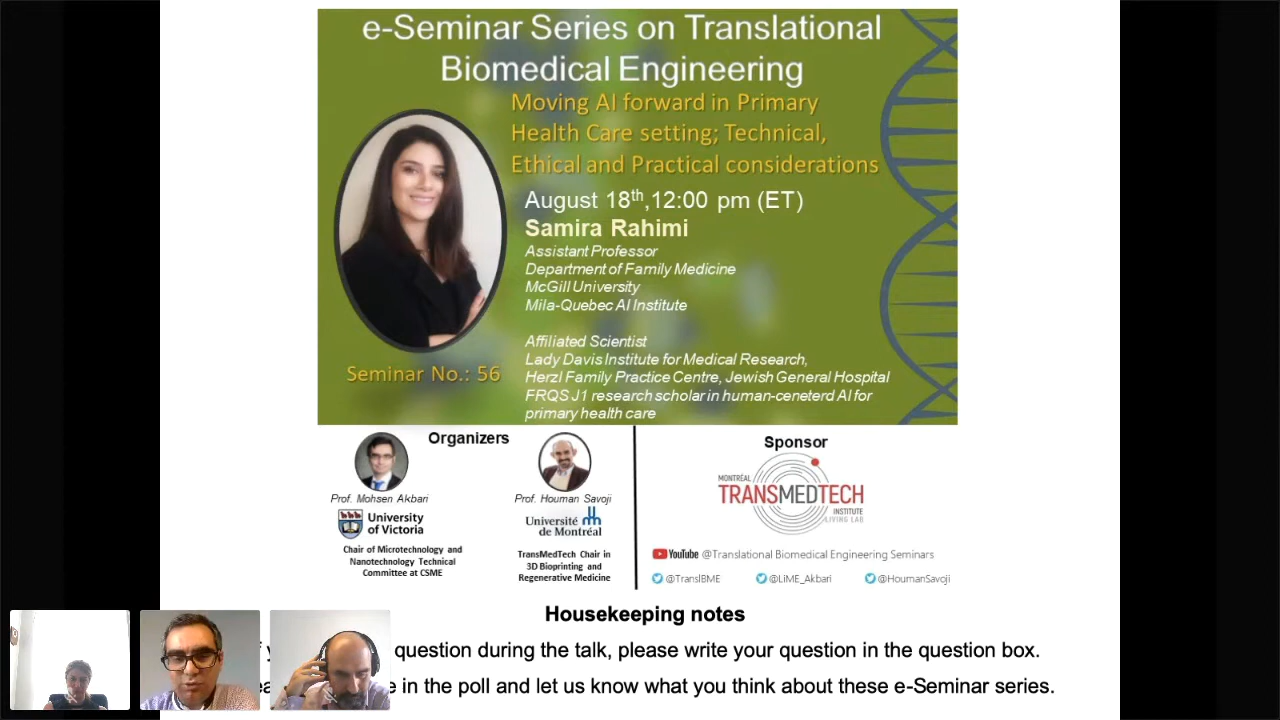 e-Seminar Series on Translational
Biomedical Engineering
Moving AI forward in Primary
Health Care setting; Technical,
Ethical and Practical considerations
August 18th,12:00 pm (ET)
Samira Rahimi
Assistant Professor
Department of Family Medicine
McGill University
Mila-Quebec AI Institute
Affiliated Scientist
Lady Davis Institute for Medical Research,
Herzl Family Practice Centre, Jewish General Hospital
FRQS J1 research scholar in human-ceneterd AI for
primary health care
Seminar No.: 56
Organizers
Prof. Mohsen Akbari
University
of Victoria
Chair of Microtechnology and
Nanotechnology Technical
Committee at CSME
Prof. Houman Savoji
Université
de Montréal
TransMedTech Chair in
3D Bioprinting and
Regenerative Medicine
Sponsor
MONTRÉAL
TRANSMEDTECH
INSTITUTE
LIVING LAB
YouTube @Translational Biomedical Engineering Seminars
@TranslBME @LiME_Akbari @HoumanSavoji
Housekeeping notes
question during the talk, please write your question in the question box.
in the poll and let us know what you think about these e-Seminar series.